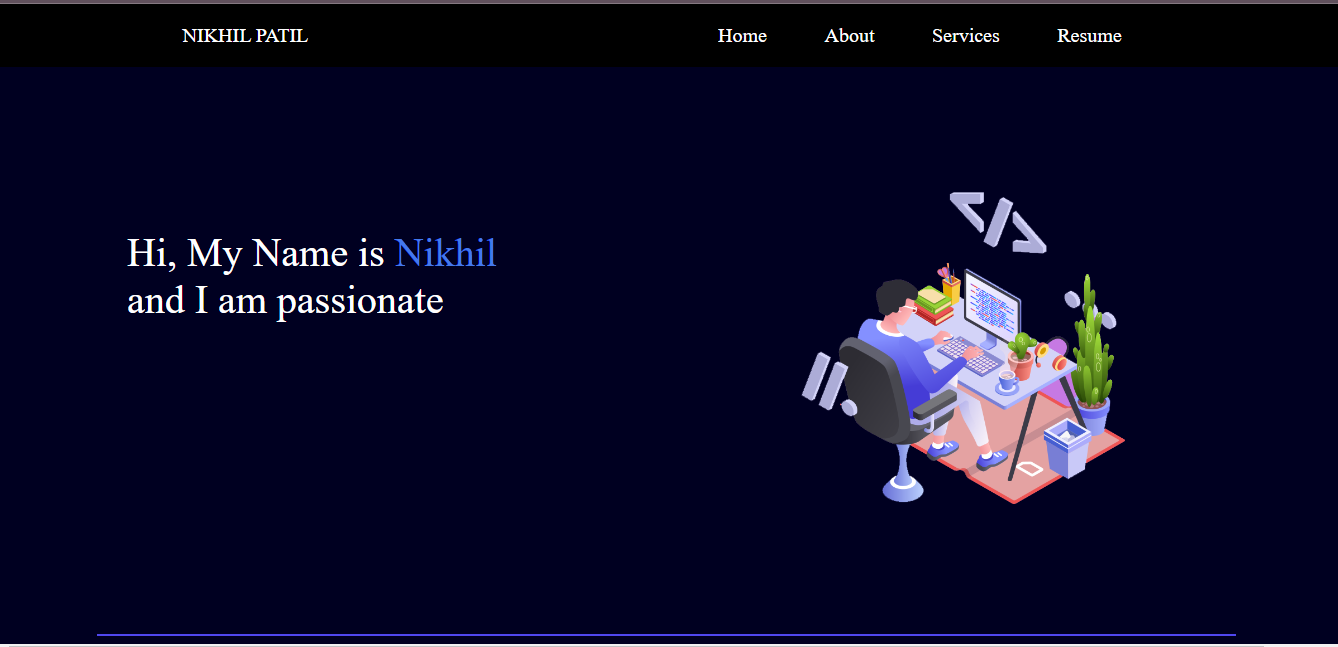 NIKHIL PATIL
Home About Services Resume
Hi, My Name is Nikhil
and I am passionate